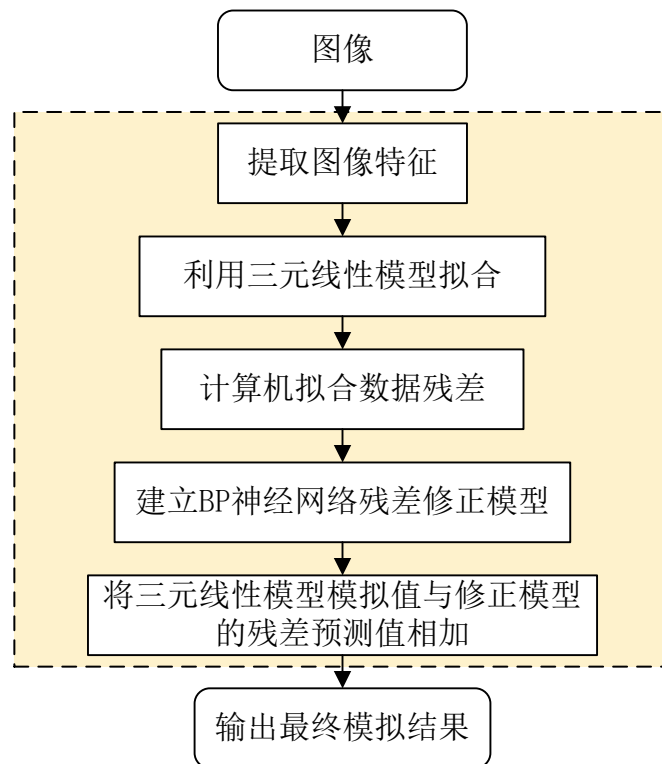 图像
提取图像特征
利用三元线性模型拟合
计算机拟合数据残差
建立BP神经网络残差修正模型
将三元线性模型模拟值与修正模型
的残差预测值相加
输出最终模拟结果